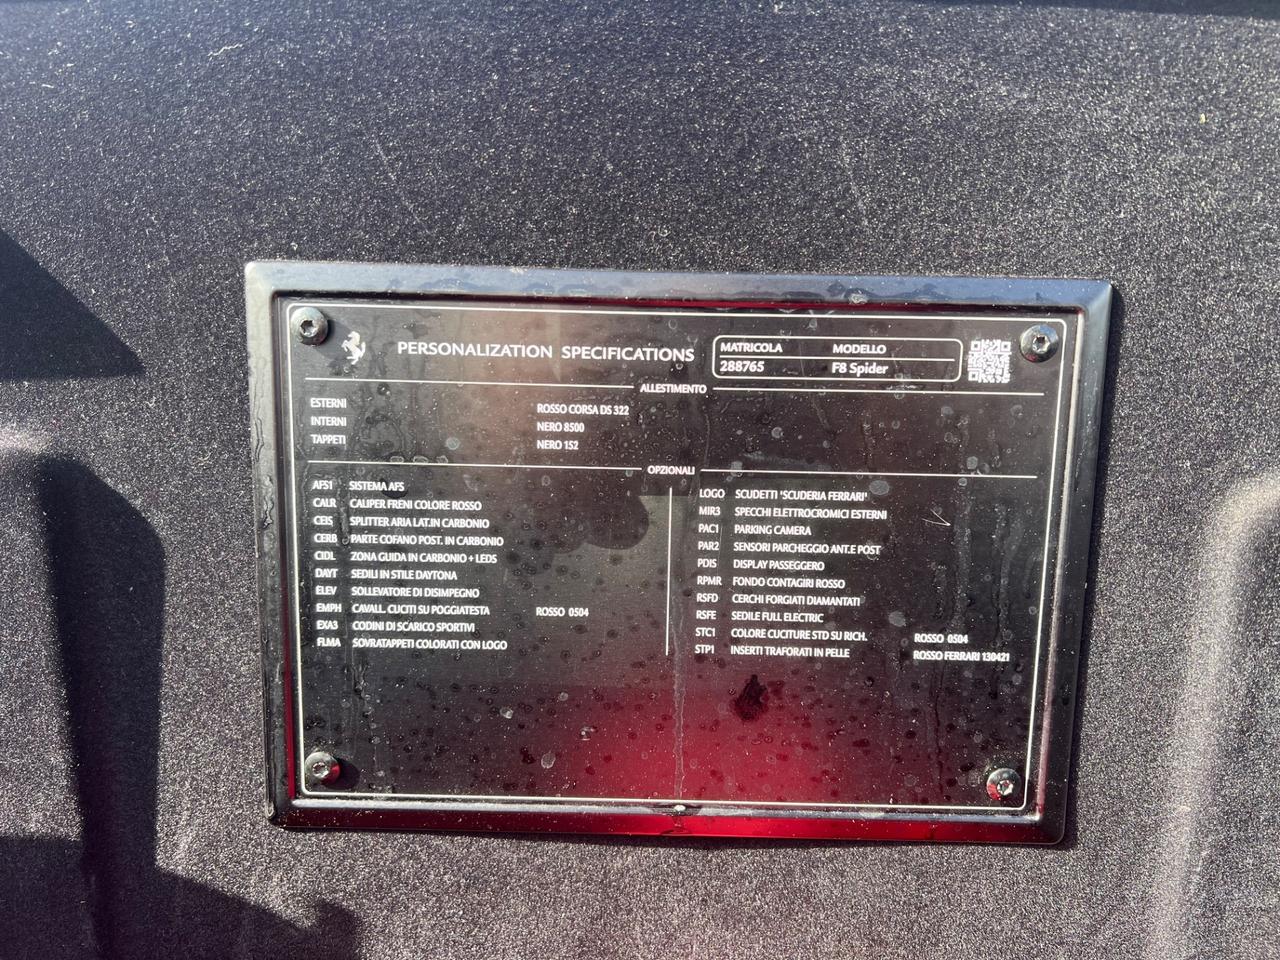 PERSONALIZATION SPECIFICATIONS
MATRICOLA MODELLO
288765 F8 Spider
ALLESTIMENTO
ESTERNI ROSSO CORSA DS 322
INTERNI NERO 8500
TAPPETI NERO 152
OPZIONALI
AFS1 SISTEMA AFS
CALR CALIPER FRENI COLORE ROSSO
CEIS SPLITTER ARIA LAT.IN CARBONIO
CERB PARTE COFANO POST. IN CARBONIO
CIDL ZONA GUIDA IN CARBONIO + LEDS
DAYT SEDILI IN STILE DAYTONA
ELEV SOLLEVATORE DI DISIMPEGNO
EMPH CAVALL. CUCITI SU POGGIATESTA ROSSO 0504
EXA3 CODINI DI SCARICO SPORTIVI
FLMA SOVRATAPPETI COLORATI CON LOGO
LOGO SCUDETTI "SCUDERIA FERRARI"
MIR3 SPECCHI ELETTROCROMICI ESTERNI
PAC1 PARKING CAMERA
PAR2 SENSORI PARCHEGGIO ANT.E POST
PDIS DISPLAY PASSEGGERO
RPMR FONDO CONTAGIRI ROSSO
RSFD CERCHI FORGIATI DIAMANTATI
RSFE SEDILE FULL ELECTRIC
STC1 COLORE CUCITURE STD SU RICH. ROSSO 0504
STP1 INSERTI TRAFORATI IN PELLE ROSSO FERRARI 130421